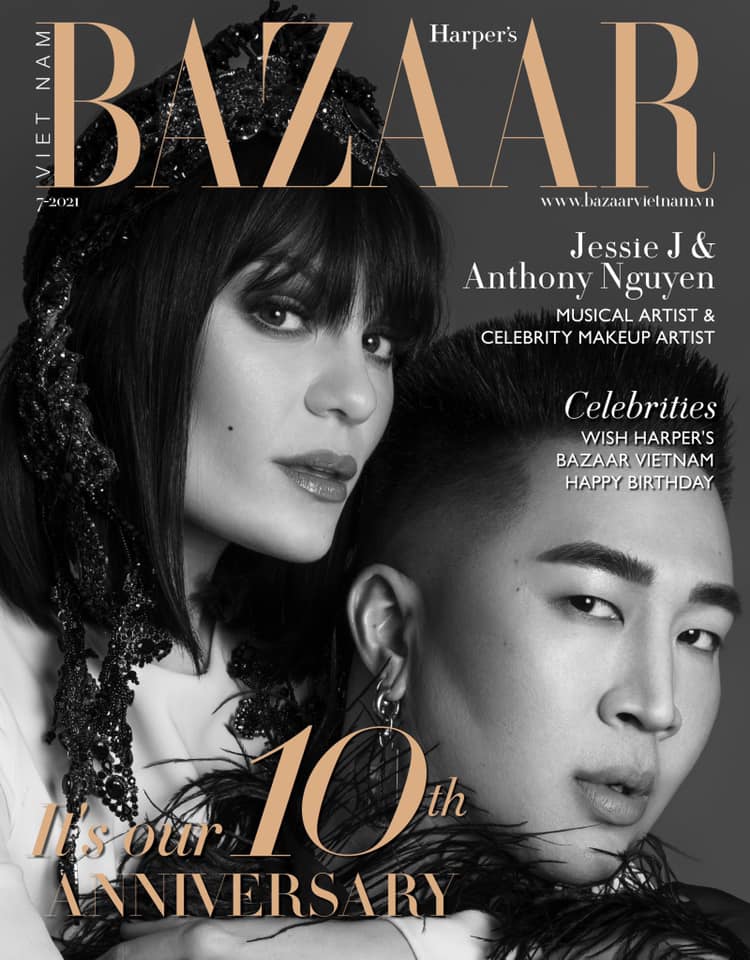 Harper's
BAZAAR
VIET NAM
7-2021
www.bazaarvietnam.vn
Jessie J &
Anthony Nguyen
MUSICAL ARTIST &
CELEBRITY MAKEUP ARTIST
Celebrities
WISH HARPER'S
BAZAAR VIETNAM
HAPPY BIRTHDAY
It's our 10th
ANNIVERSARY